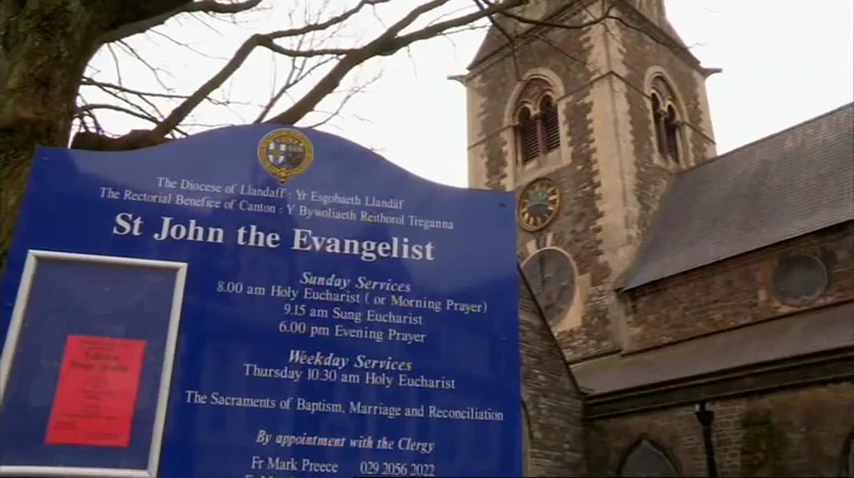 The Diocese of Llandaff : Yr Esgobaeth Llandâf
The Rectorial Benefice of Canton : Y Bywoliaeth Reithorol Treganna
St John the Evangelist
Sunday Services
8.00 am Holy Eucharist ( or Morning Prayer)
9.15 am Sung Eucharist
6.00 pm Evening Prayer
Weekday Services
Thursday 10:30 am Holy Eucharist
The Sacraments of Baptism, Marriage and Reconciliation
By appointment with the Clergy
Fr Mark Preece 029 2056 2022